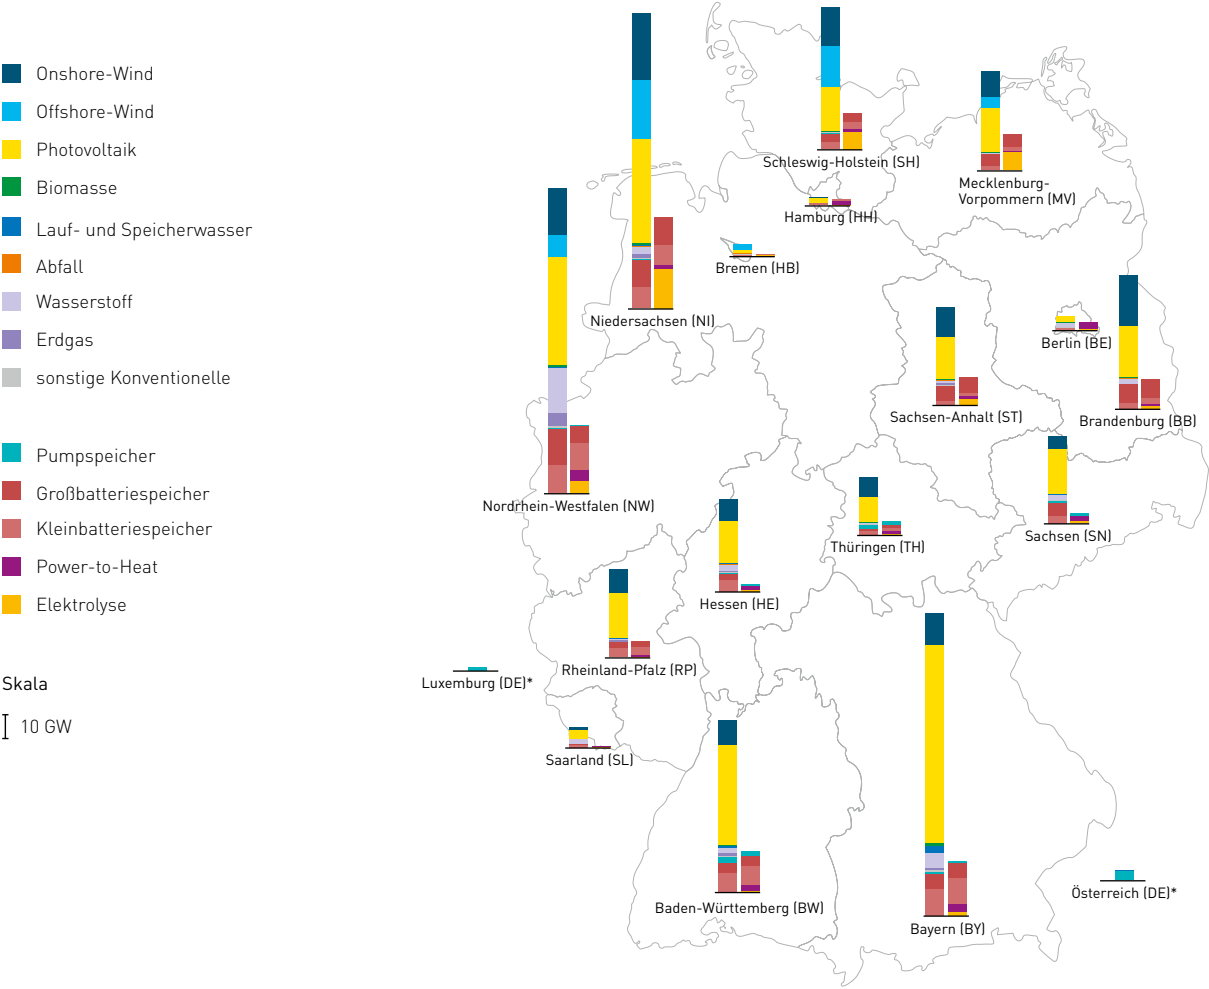 Onshore-Wind
Offshore-Wind
Photovoltaik
Biomasse
Lauf- und Speicherwasser
Abfall
Wasserstoff
Erdgas
sonstige Konventionelle
Pumpspeicher
Großbatteriespeicher
Kleinbatteriespeicher
Power-to-Heat
Elektrolyse
Skala
10 GW
Schleswig-Holstein (SH)
Mecklenburg-
Vorpommern (MV)
Hamburg (HH)
Bremen (HB)
Niedersachsen (NI)
Berlin (BE)
Sachsen-Anhalt (ST)
Brandenburg (BB)
Nordrhein-Westfalen (NW)
Sachsen (SN)
Thüringen (TH)
Hessen (HE)
Rheinland-Pfalz (RP)
Luxemburg (DE)*
Saarland (SL)
Österreich (DE)*
Baden-Württemberg (BW)
Bayern (BY)